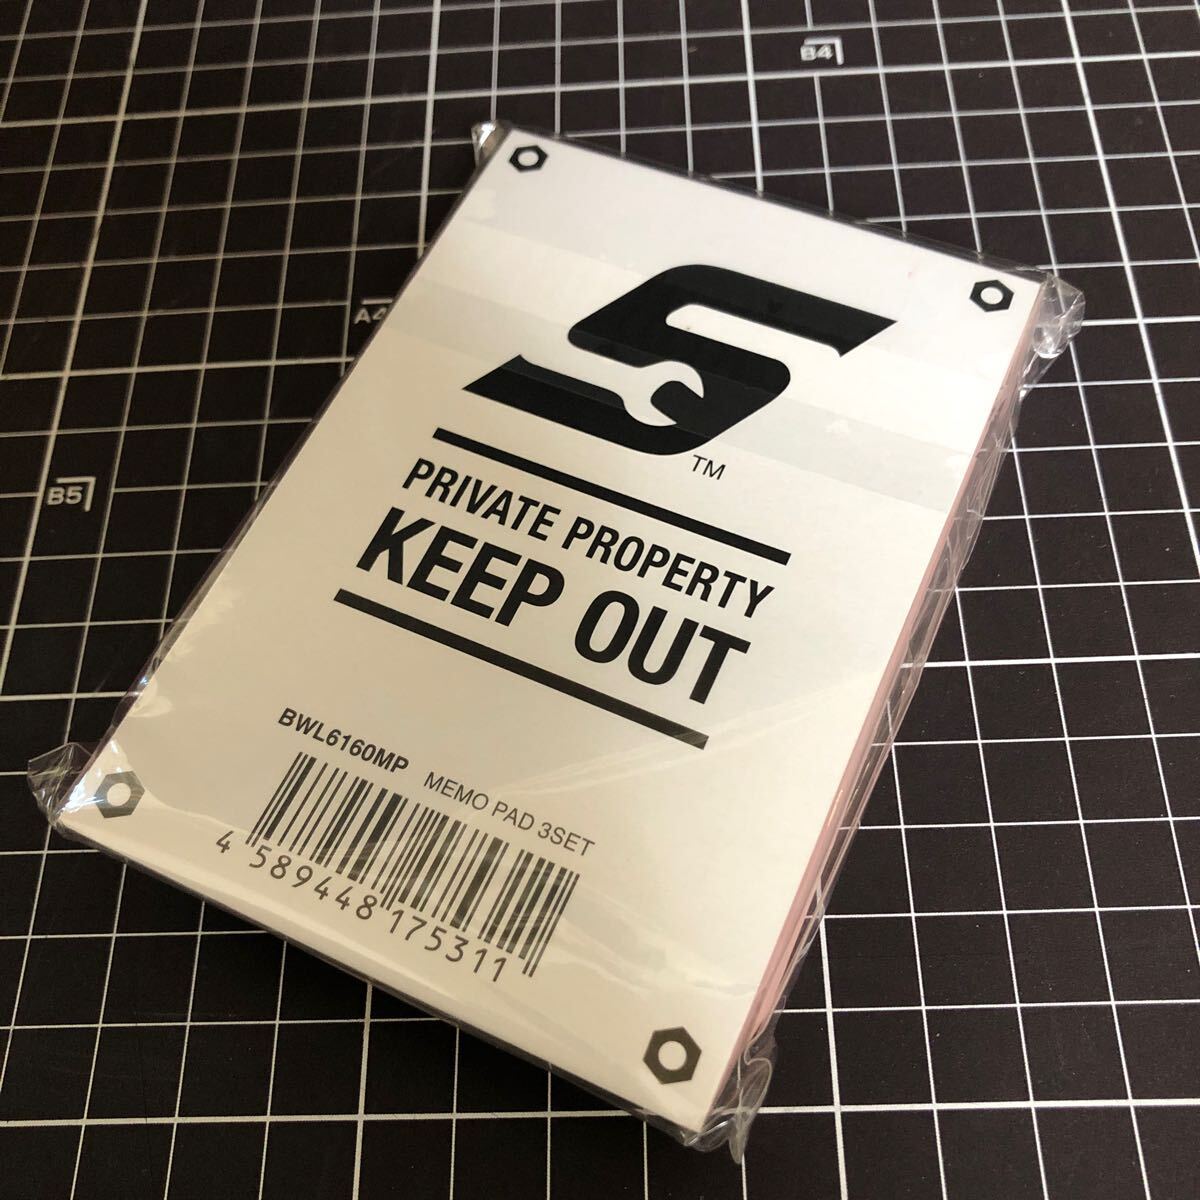 B4
A4
B5
S
TM
PRIVATE PROPERTY
KEEP OUT
BWL6160MP MEMO PAD 3SET
4 589448 175311